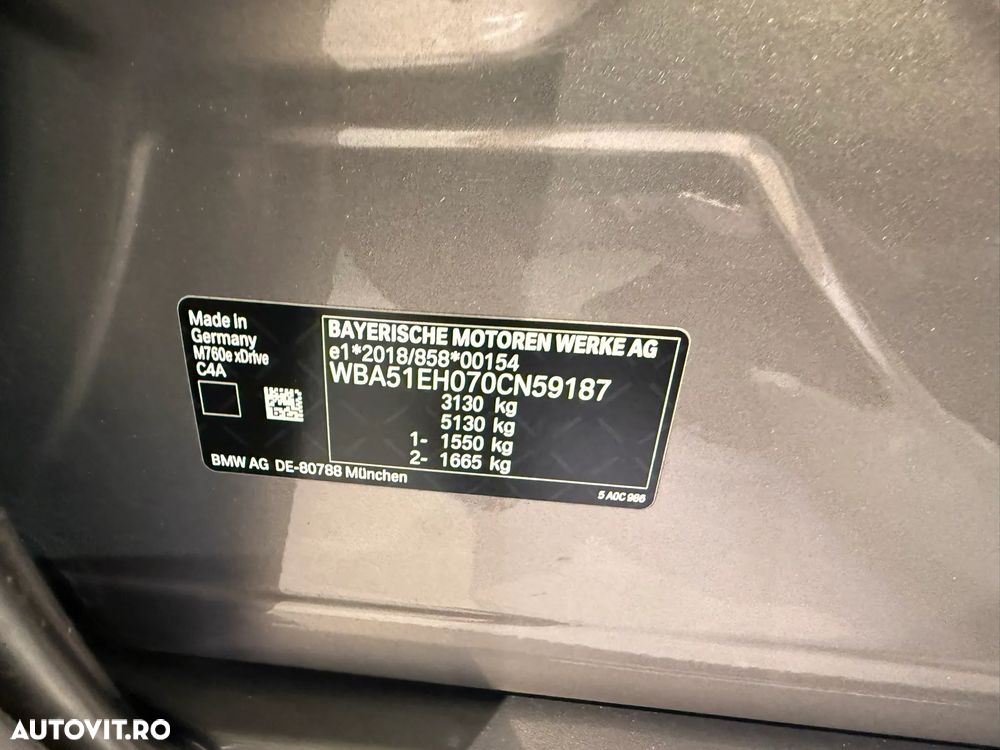 Made in
Germany
M760e xDrive
C4A
BAYERISCHE MOTOREN WERKE AG
e1*2018/858*00154
WBA51EH070CN59187
3130 kg
5130 kg
1- 1550 kg
2- 1665 kg
BMW AG DE-80788 München
5 A0C 986
AUTOVIT.RO